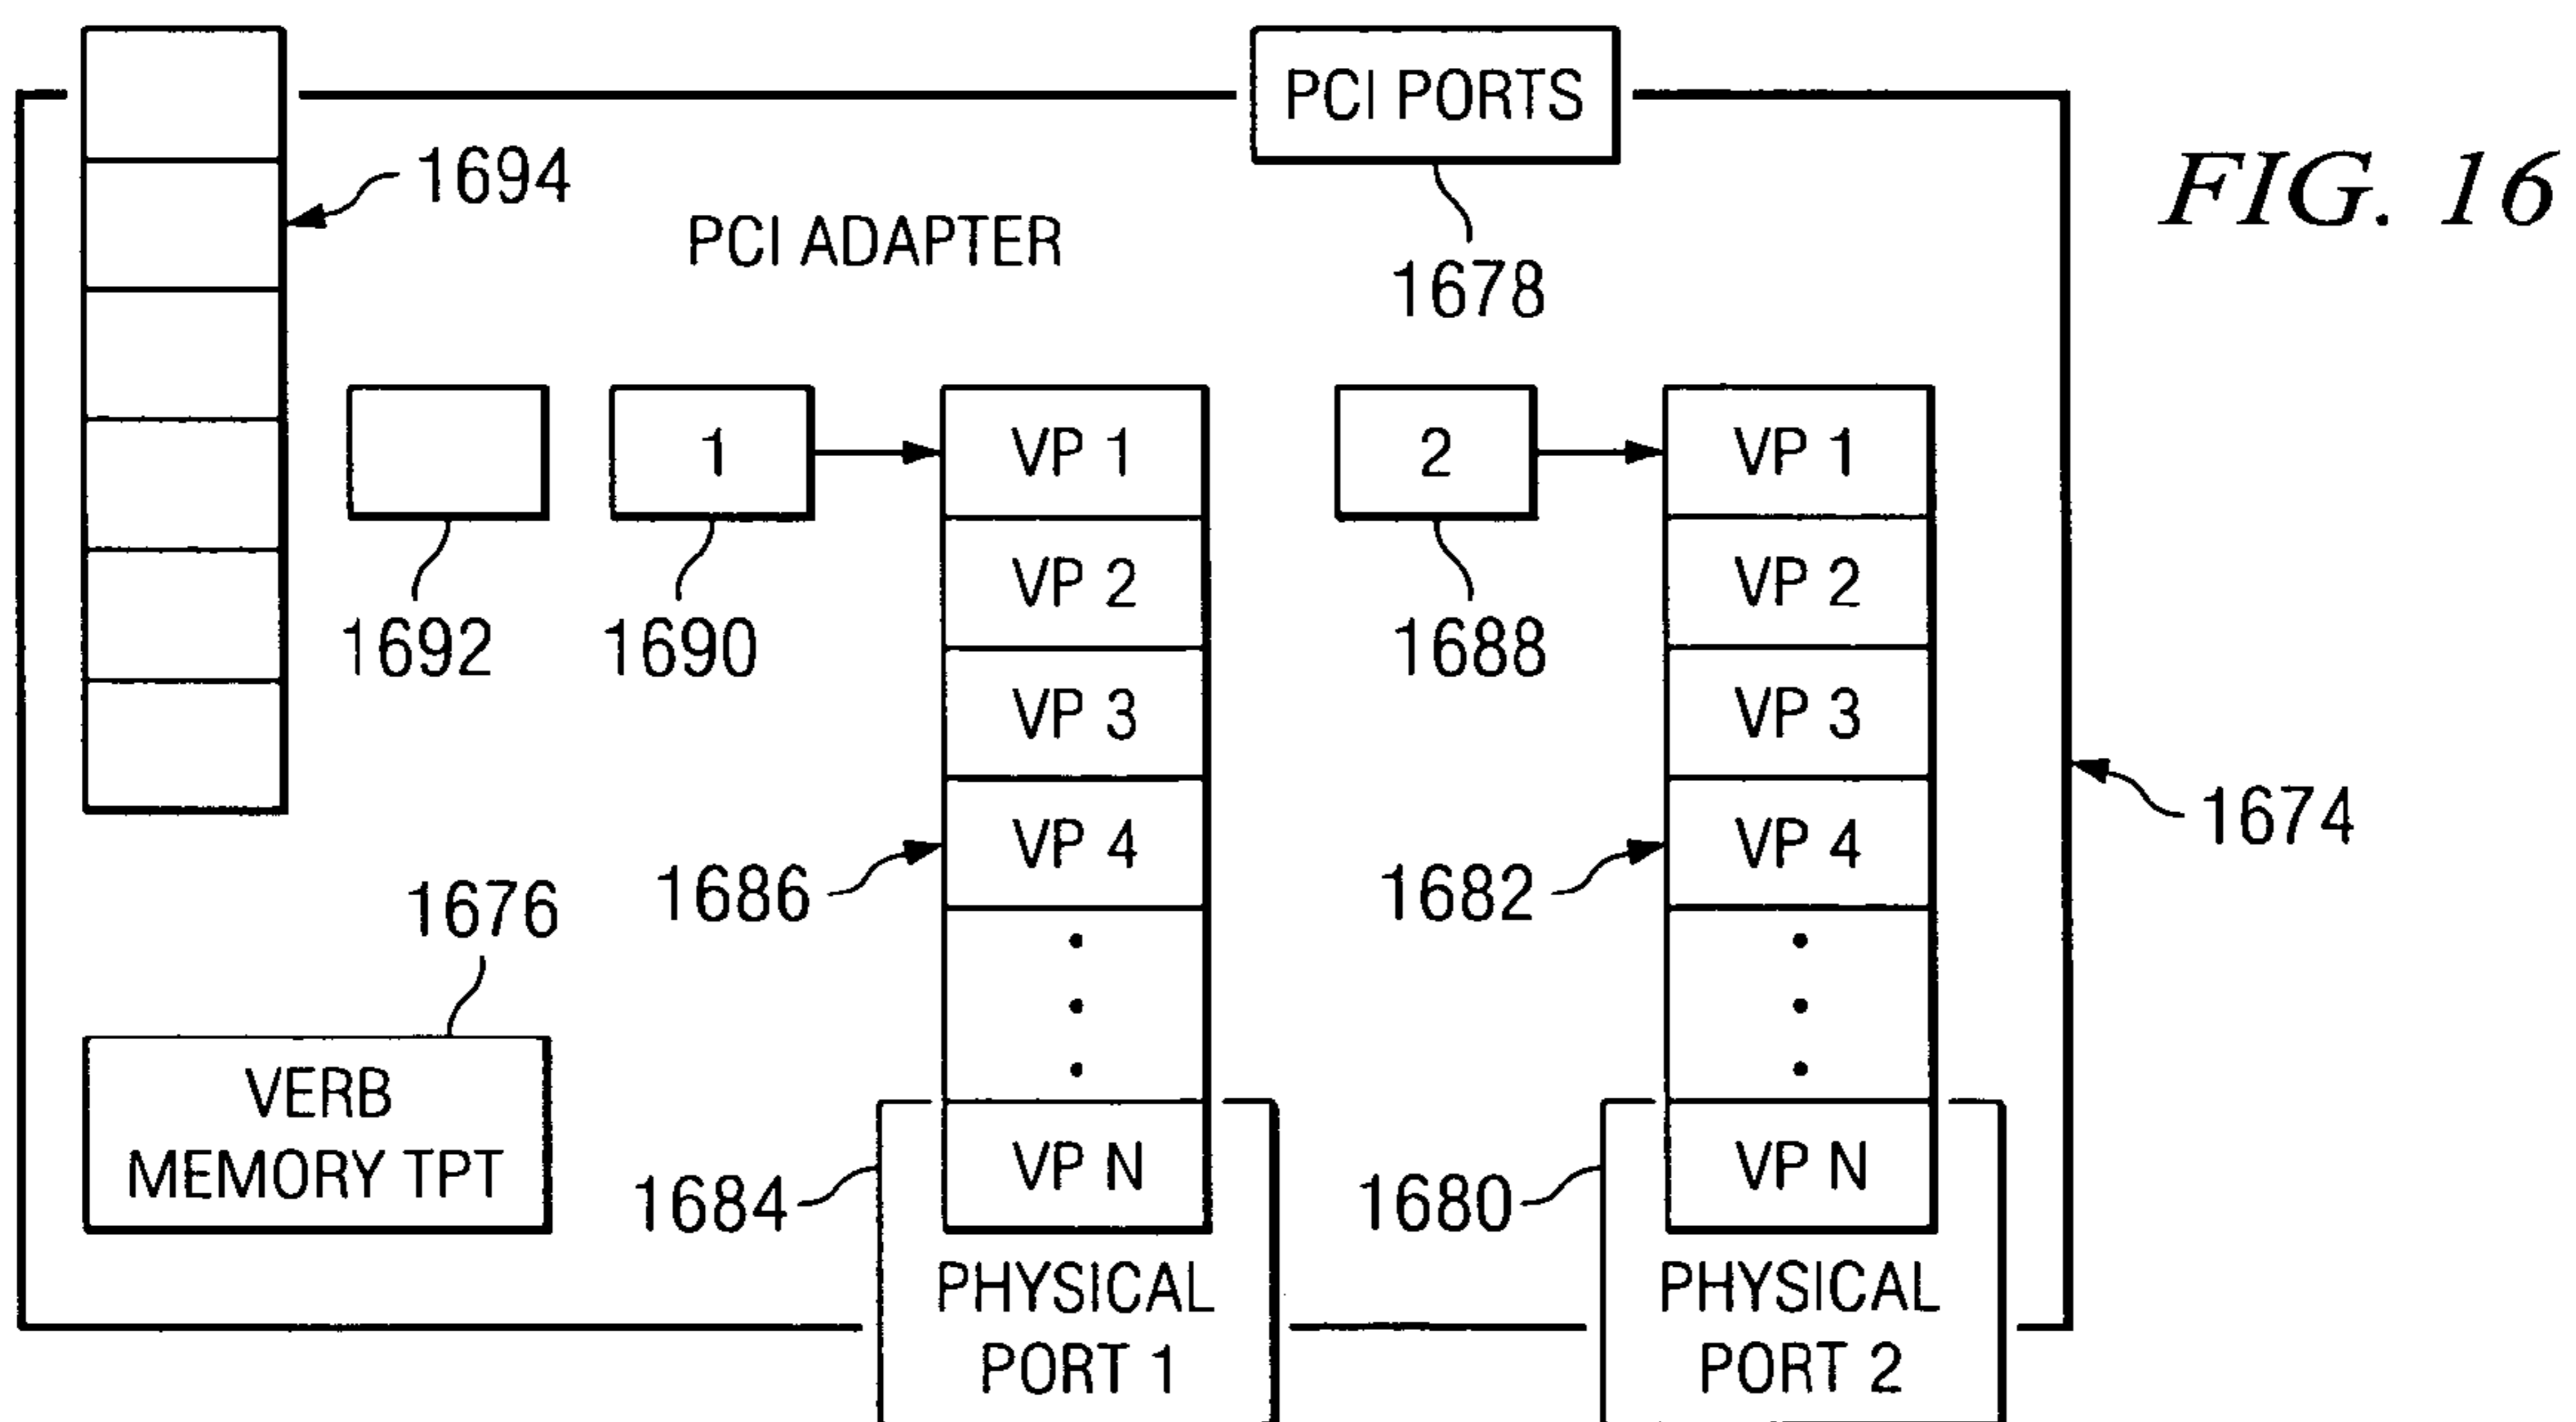 PCI PORTS
FIG. 16
1694
PCI ADAPTER
1678
1
VP 1
2
VP 1
VP 2
VP 2
1692
1690
1688
VP 3
VP 3
1674
VP 4
VP 4
1686
1682
1676
VERB
MEMORY TPT
VP N
VP N
1684
1680
PHYSICAL
PORT 1
PHYSICAL
PORT 2